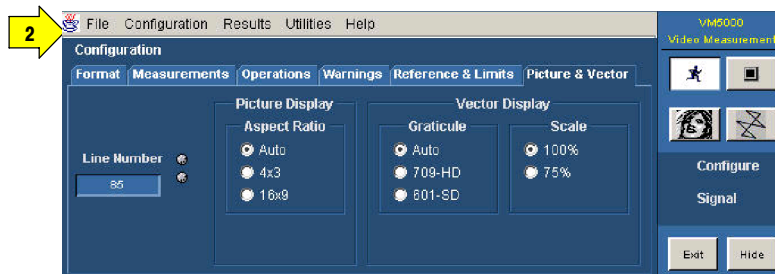 2
File Configuration Results Utilities Help
VM5000
Video Measurement
Configuration
Format Measurements Operations Warnings Reference & Limits Picture & Vector
Picture Display
Vector Display
Aspect Ratio
Graticule
Scale
Line Number
85
Auto
4x3
16x9
Auto
709-HD
601-SD
100%
75%
Configure
Signal
Exit Hide